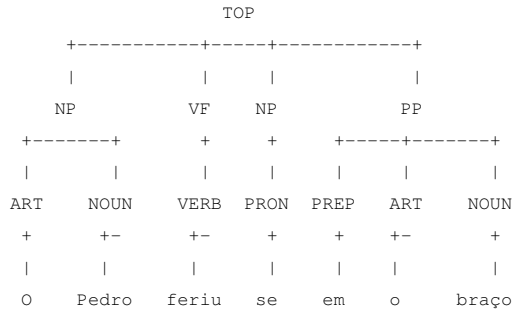 TOP
NP VF NP PP
ART NOUN VERB PRON PREP ART NOUN
O Pedro feriu se em o braço